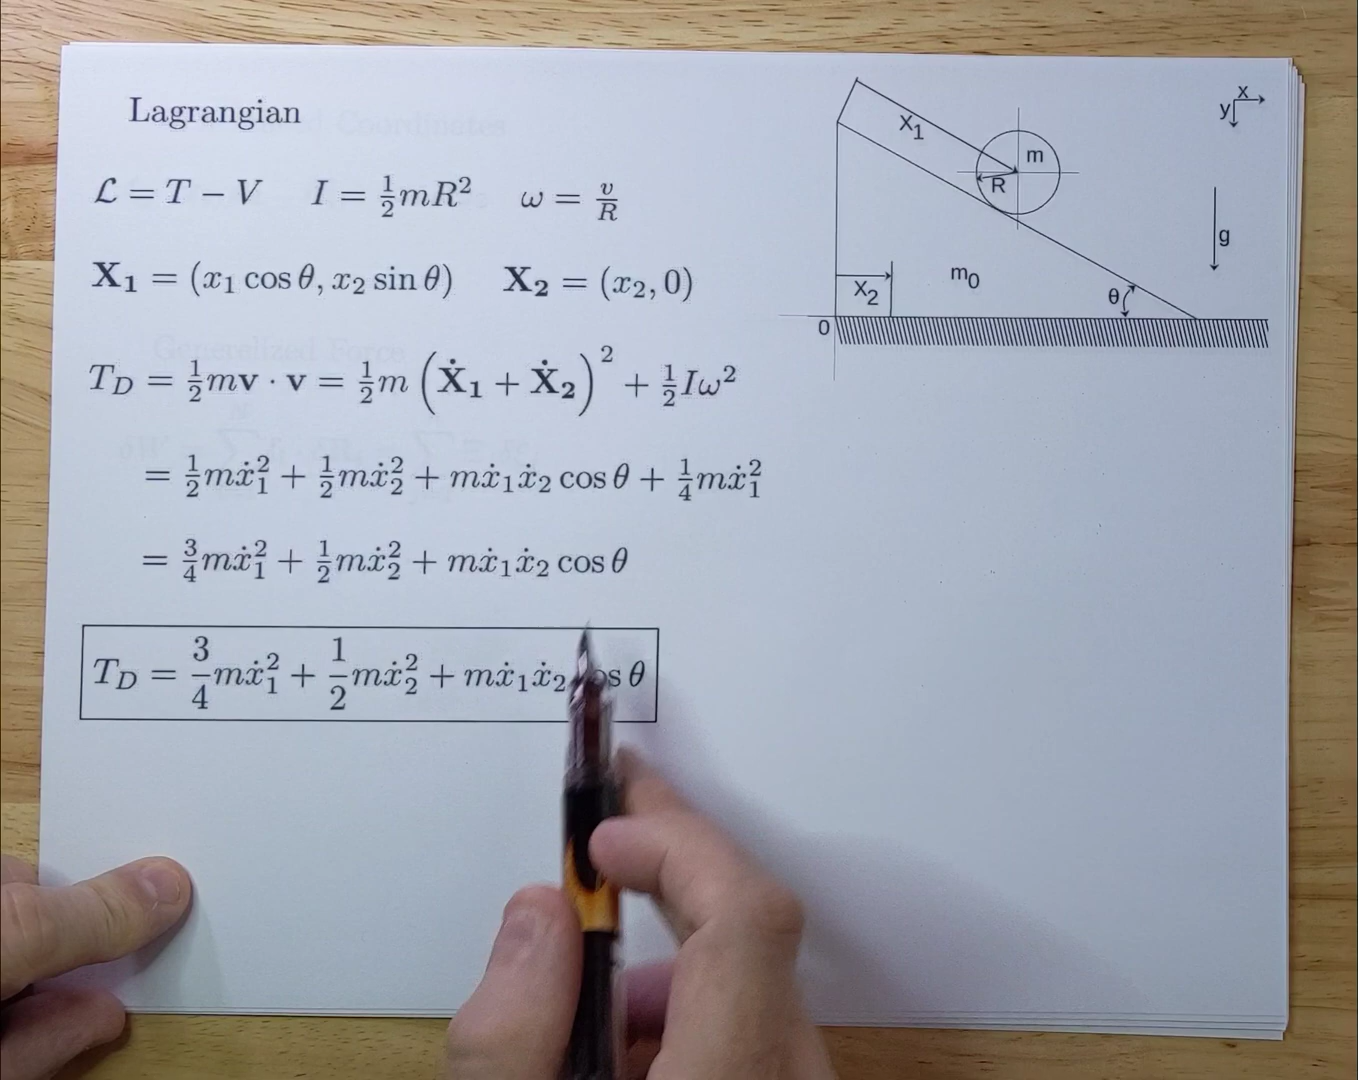 Lagrangian
ℒ = T − V   I = ½mR²   ω = v/R
X₁ = (x₁ cos θ, x₂ sin θ)   X₂ = (x₂, 0)
T_D = ½mv · v = ½m (Ẋ₁ + Ẋ₂)² + ½Iω²
= ½mẋ₁² + ½mẋ₂² + mẋ₁ẋ₂ cos θ + ¼mẋ₁²
= ¾mẋ₁² + ½mẋ₂² + mẋ₁ẋ₂ cos θ
T_D = ¾mẋ₁² + ½mẋ₂² + mẋ₁ẋ₂ cos θ
X₁
m
R
x
y
g
X₂
m₀
θ
0